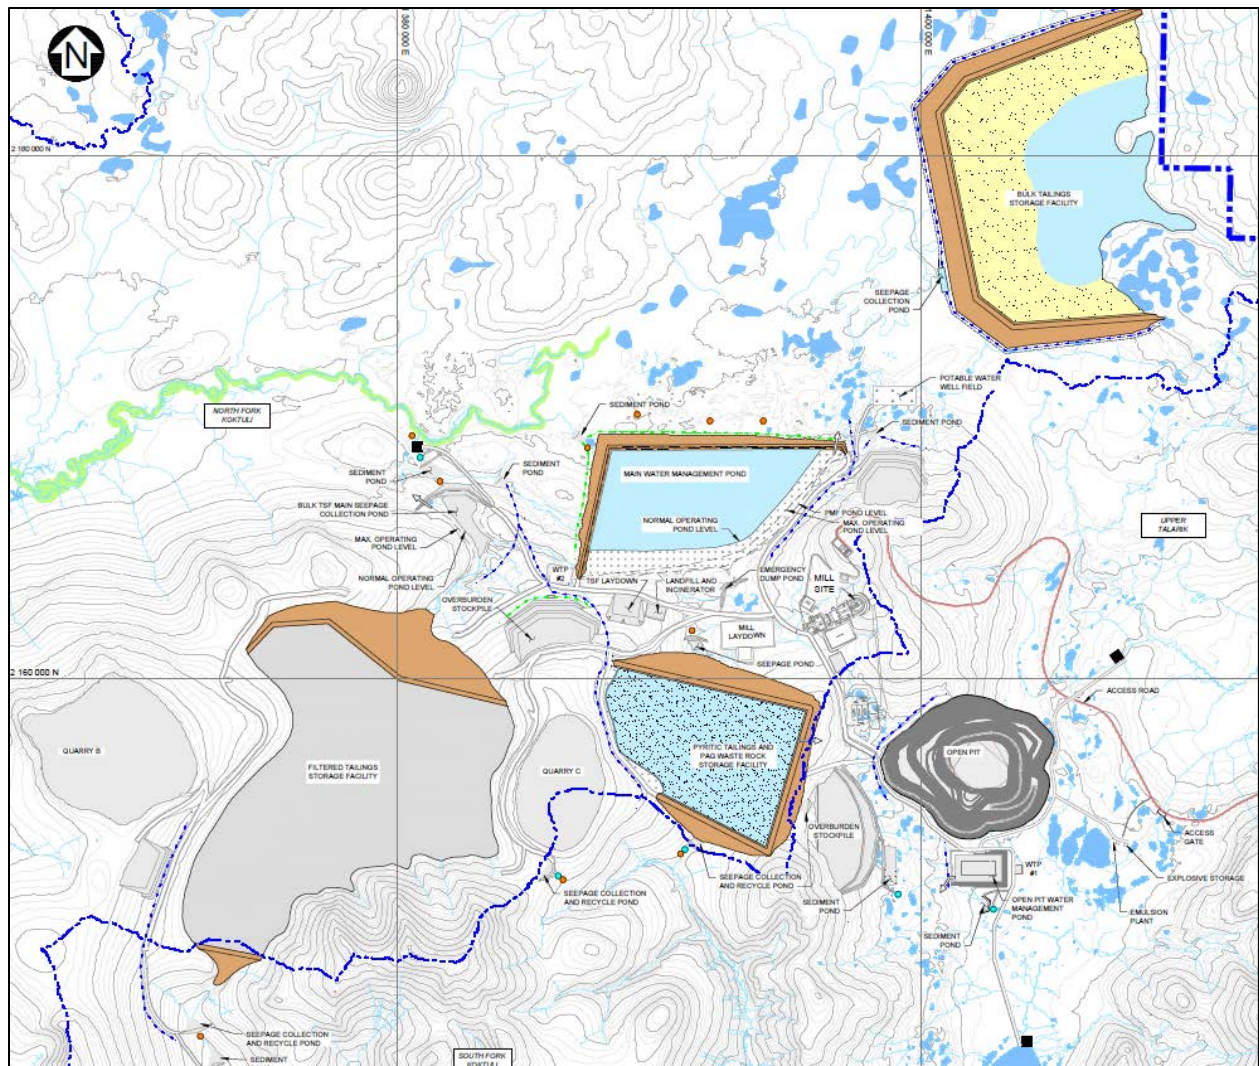 N
1 380 000 E
1 400 000 E
2 180 000 N
BULK TAILINGS
STORAGE FACILITY
SEEPAGE
COLLECTION
POND
POTABLE WATER
WELL FIELD
NORTH FORK
KOKTULI
SEDIMENT POND
SEDIMENT POND
SEDIMENT
POND
SEDIMENT
POND
MAIN WATER MANAGEMENT POND
BULK TSF MAIN SEEPAGE
COLLECTION POND
PMF POND LEVEL
NORMAL OPERATING
POND LEVEL
MAX. OPERATING
POND LEVEL
UPPER
TALARIK
MAX. OPERATING
POND LEVEL
NORMAL OPERATING
POND LEVEL
WTP
#2
TSF LAYDOWN
LANDFILL AND
INCINERATOR
EMERGENCY
DUMP POND
MILL
SITE
OVERBURDEN
STOCKPILE
MILL
LAYDOWN
SEEPAGE POND
2 160 000 N
ACCESS ROAD
QUARRY B
FILTERED TAILINGS
STORAGE FACILITY
QUARRY C
PYRITIC TAILINGS AND
PAG WASTE ROCK
STORAGE FACILITY
OPEN PIT
OVERBURDEN
STOCKPILE
ACCESS
GATE
SEEPAGE COLLECTION
AND RECYCLE POND
SEEPAGE COLLECTION
AND RECYCLE POND
SEDIMENT
POND
WTP
#1
EXPLOSIVE STORAGE
OPEN PIT WATER
MANAGEMENT
POND
EMULSION
PLANT
SEDIMENT
POND
SEEPAGE COLLECTION
AND RECYCLE POND
SEDIMENT
SOUTH FORK
KOKTULI